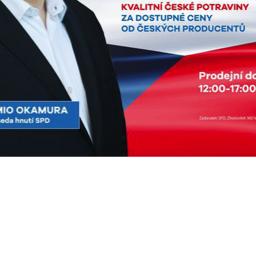 KVALITNÍ ČESKÉ POTRAVINY
ZA DOSTUPNÉ CENY
OD ČESKÝCH PRODUCENTŮ
Prodejní do
12:00-17:00
MIO OKAMURA
eda hnutí SPD